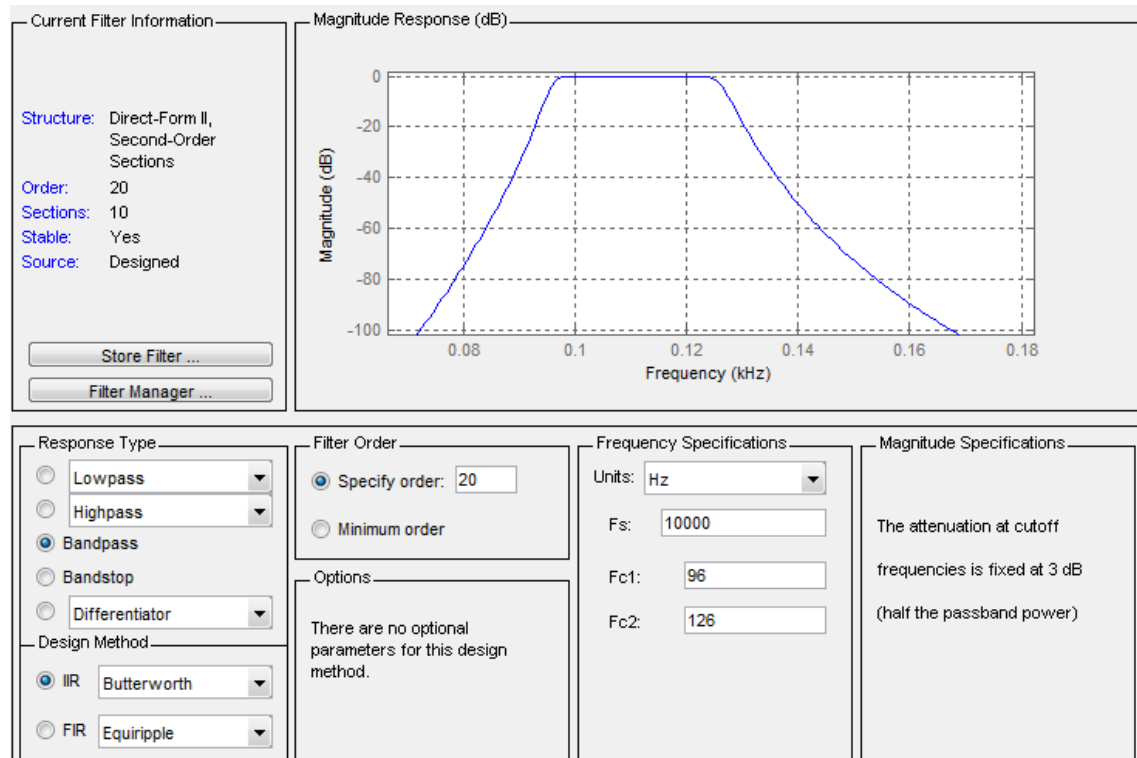 Current Filter Information
Structure: Direct-Form II,
Second-Order
Sections
Order: 20
Sections: 10
Stable: Yes
Source: Designed
Store Filter ...
Filter Manager ...
Magnitude Response (dB)
0
-20
-40
-60
-80
-100
Magnitude (dB)
0.08 0.1 0.12 0.14 0.16 0.18
Frequency (kHz)
Response Type
Lowpass
Highpass
Bandpass
Bandstop
Differentiator
Design Method
IIR Butterworth
FIR Equiripple
Filter Order
Specify order: 20
Minimum order
Options
There are no optional
parameters for this design
method.
Frequency Specifications
Units: Hz
Fs: 10000
Fc1: 96
Fc2: 126
Magnitude Specifications
The attenuation at cutoff
frequencies is fixed at 3 dB
(half the passband power)